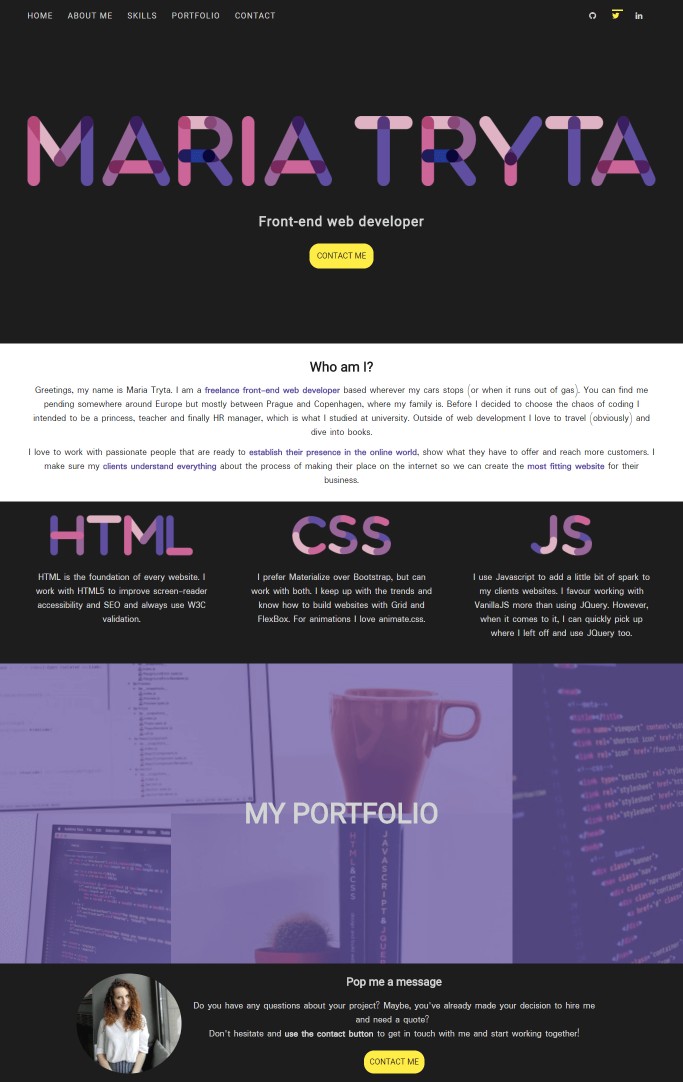 HOME ABOUT ME SKILLS PORTFOLIO CONTACT
MARIA TRYTA
Front-end web developer
CONTACT ME
Who am I?
Greetings, my name is Maria Tryta. I am a freelance front-end web developer based wherever my cars stops (or when it runs out of gas). You can find me
pending somewhere around Europe but mostly between Prague and Copenhagen, where my family is. Before I decided to choose the chaos of coding I
intended to be a princess, teacher and finally HR manager, which is what I studied at university. Outside of web development I love to travel (obviously) and
dive into books.
I love to work with passionate people that are ready to establish their presence in the online world, show what they have to offer and reach more customers. I
make sure my clients understand everything about the process of making their place on the internet so we can create the most fitting website for their
business.
HTML CSS JS
HTML is the foundation of every website. I
work with HTML5 to improve screen-reader
accessibility and SEO and always use W3C
validation.
I prefer Materialize over Bootstrap, but can
work with both. I keep up with the trends and
know how to build websites with Grid and
FlexBox. For animations I love animate.css.
I use Javascript to add a little bit of spark to
my clients websites. I favour working with
VanillaJS more than using JQuery. However,
when it comes to it, I can quickly pick up
where I left off and use JQuery too.
MY PORTFOLIO
HTML&CSS
JAVASCRIPT&JQUERY
Pop me a message
Do you have any questions about your project? Maybe, you've already made your decision to hire me
and need a quote?
Don't hesitate and use the contact button to get in touch with me and start working together!
CONTACT ME